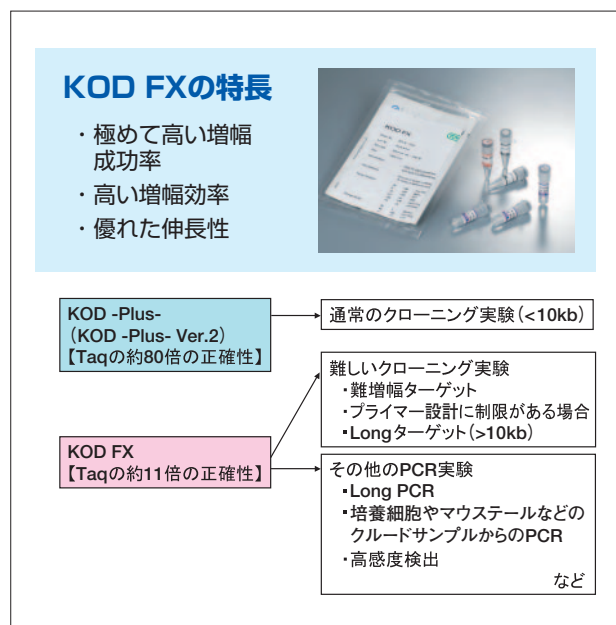 KOD FXの特長
・極めて高い増幅
成功率
・高い増幅効率
・優れた伸長性
KOD FX
KOD -Plus-
（KOD -Plus- Ver.2）
【Taqの約80倍の正確性】
通常のクローニング実験（<10kb）
難しいクローニング実験
・難増幅ターゲット
・プライマー設計に制限がある場合
・Longターゲット（>10kb）
KOD FX
【Taqの約11倍の正確性】
その他のPCR実験
・Long PCR
・培養細胞やマウステールなどの
クルードサンプルからのPCR
・高感度検出
など